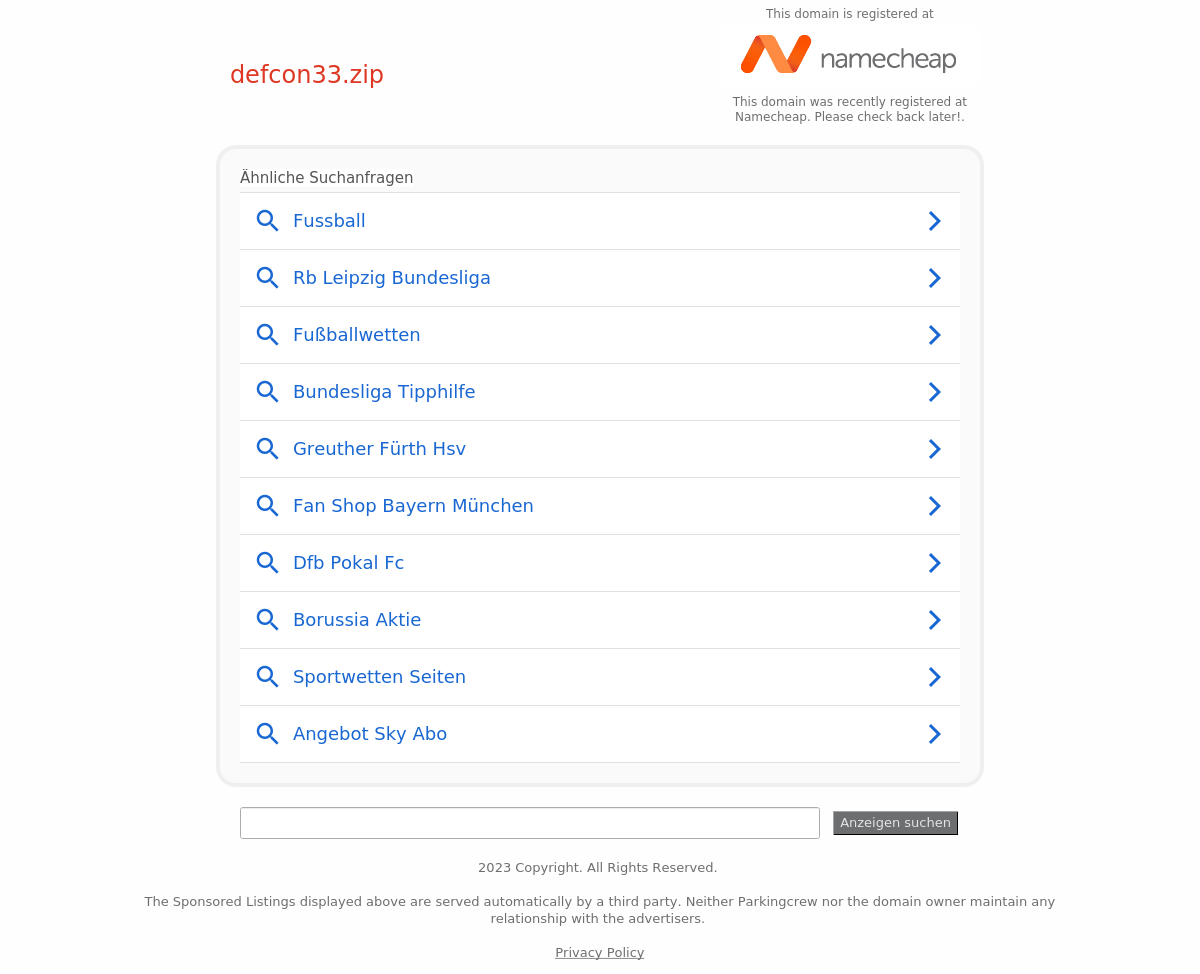 This domain is registered at
namecheap
defcon33.zip
This domain was recently registered at
Namecheap. Please check back later!.
Ähnliche Suchanfragen
Fussball
Rb Leipzig Bundesliga
Fußballwetten
Bundesliga Tipphilfe
Greuther Fürth Hsv
Fan Shop Bayern München
Dfb Pokal Fc
Borussia Aktie
Sportwetten Seiten
Angebot Sky Abo
Anzeigen suchen
2023 Copyright. All Rights Reserved.
The Sponsored Listings displayed above are served automatically by a third party. Neither Parkingcrew nor the domain owner maintain any
relationship with the advertisers.
Privacy Policy